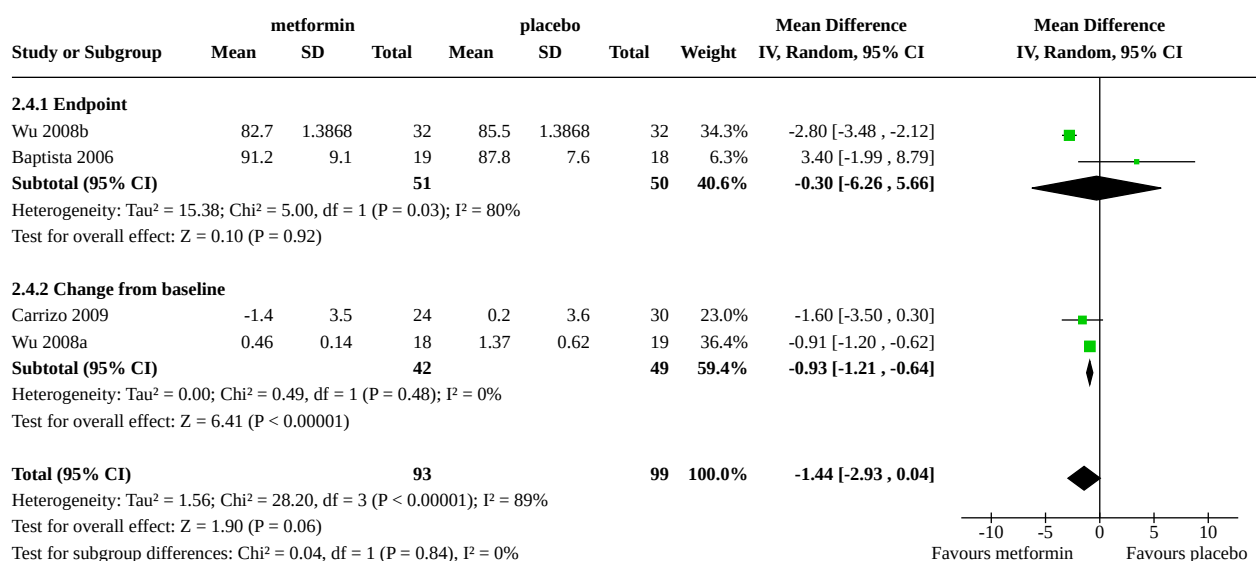 metformin placebo Mean Difference Mean Difference
Study or Subgroup Mean SD Total Mean SD Total Weight IV, Random, 95% CI IV, Random, 95% CI
2.4.1 Endpoint
Wu 2008b 82.7 1.3868 32 85.5 1.3868 32 34.3% -2.80 [-3.48 , -2.12]
Baptista 2006 91.2 9.1 19 87.8 7.6 18 6.3% 3.40 [-1.99 , 8.79]
Subtotal (95% CI) 51 50 40.6% -0.30 [-6.26 , 5.66]
Heterogeneity: Tau² = 15.38; Chi² = 5.00, df = 1 (P = 0.03); I² = 80%
Test for overall effect: Z = 0.10 (P = 0.92)
2.4.2 Change from baseline
Carrizo 2009 -1.4 3.5 24 0.2 3.6 30 23.0% -1.60 [-3.50 , 0.30]
Wu 2008a 0.46 0.14 18 1.37 0.62 19 36.4% -0.91 [-1.20 , -0.62]
Subtotal (95% CI) 42 49 59.4% -0.93 [-1.21 , -0.64]
Heterogeneity: Tau² = 0.00; Chi² = 0.49, df = 1 (P = 0.48); I² = 0%
Test for overall effect: Z = 6.41 (P < 0.00001)
Total (95% CI) 93 99 100.0% -1.44 [-2.93 , 0.04]
Heterogeneity: Tau² = 1.56; Chi² = 28.20, df = 3 (P < 0.00001); I² = 89%
Test for overall effect: Z = 1.90 (P = 0.06)
-10 -5 0 5 10
Test for subgroup differences: Chi² = 0.04, df = 1 (P = 0.84), I² = 0% Favours metformin Favours placebo